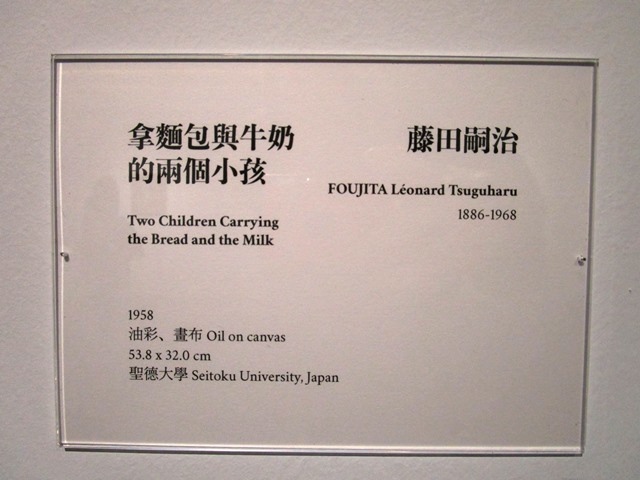 拿麵包與牛奶
的兩個小孩
Two Children Carrying
the Bread and the Milk
藤田嗣治
FOUJITA Léonard Tsuguharu
1886-1968
1958
油彩、畫布 Oil on canvas
53.8 x 32.0 cm
聖德大學 Seitoku University, Japan